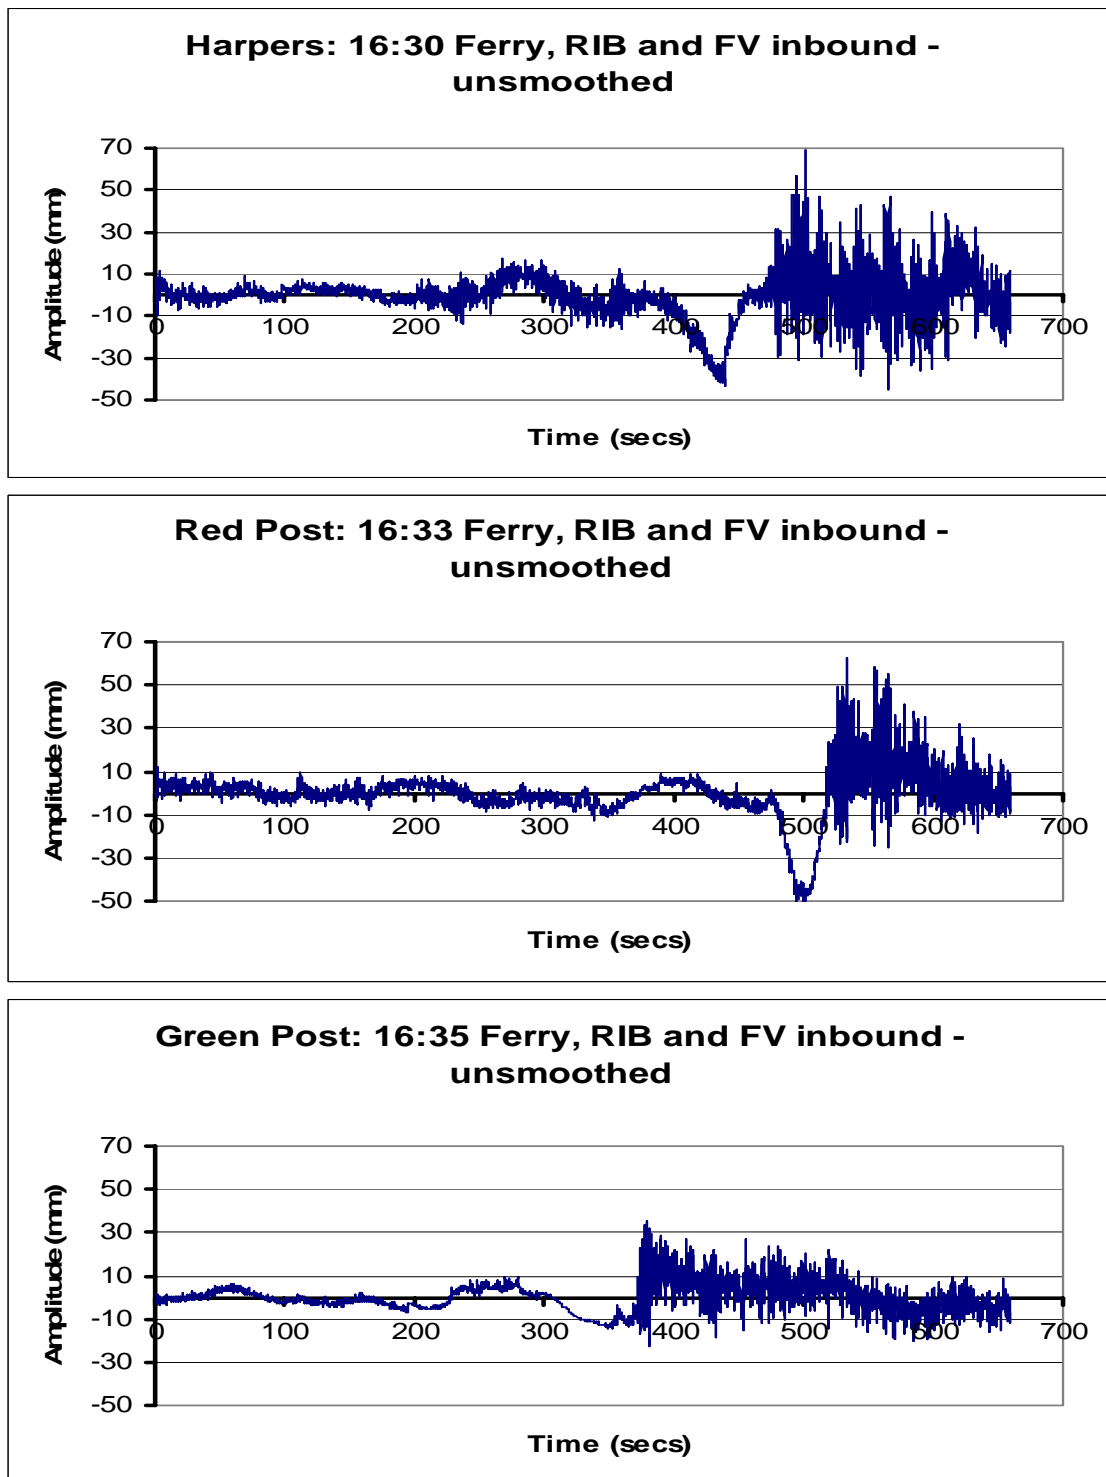 Harpers: 16:30 Ferry, RIB and FV inbound -
unsmoothed
70
50
30
10
-10
-30
-50
0 100 200 300 400 500 600 700
Amplitude (mm)
Time (secs)
Red Post: 16:33 Ferry, RIB and FV inbound -
unsmoothed
70
50
30
10
-10
-30
-50
0 100 200 300 400 500 600 700
Amplitude (mm)
Time (secs)
Green Post: 16:35 Ferry, RIB and FV inbound -
unsmoothed
70
50
30
10
-10
-30
-50
0 100 200 300 400 500 600 700
Amplitude (mm)
Time (secs)